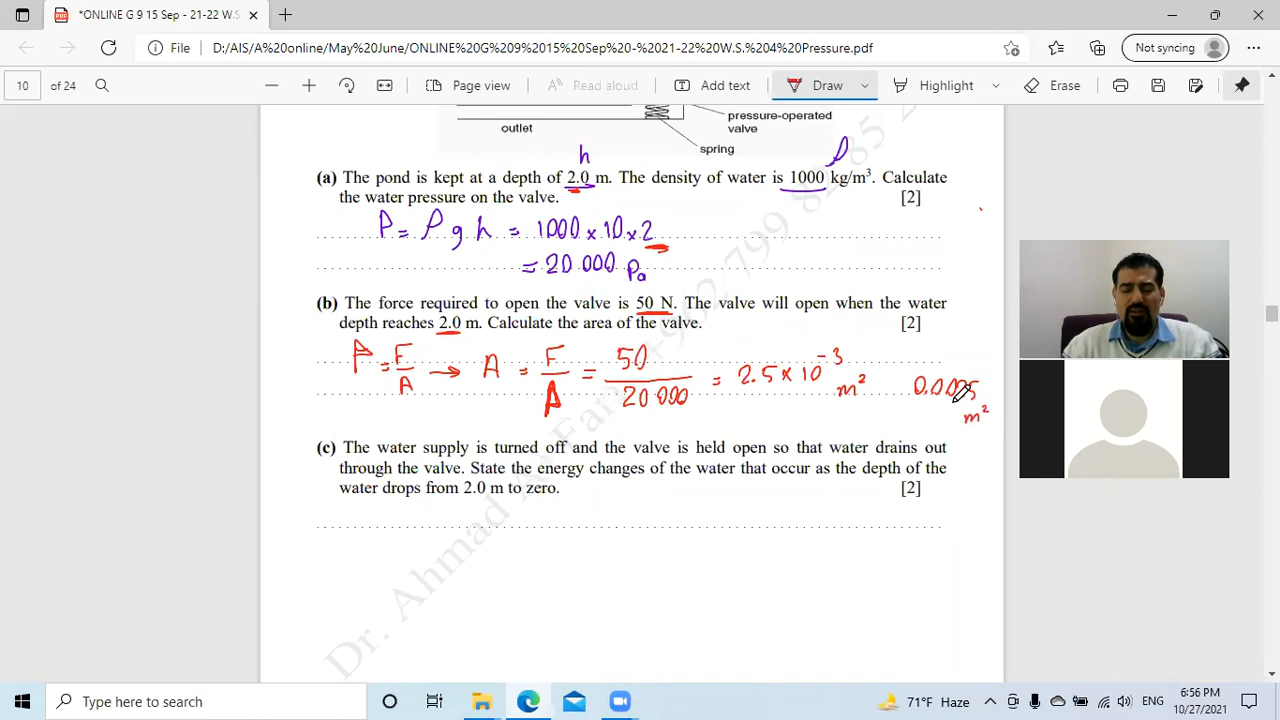 *ONLINE G 9 15 Sep - 21-22 W.S.
File
D:/AIS/A%20online/May%20June/ONLINE%20G%209%2015%20Sep%20-%202021-22%20W.S.%204%20Pressure.pdf
Not syncing
10 of 24
Page view
Read aloud
Add text
Draw
Highlight
Erase
outlet
pressure-operated
valve
spring
h
ρ
(a) The pond is kept at a depth of 2.0 m. The density of water is 1000 kg/m³. Calculate
the water pressure on the valve. [2]
P = ρ g h = 1000 × 10 × 2
= 20 000 Pa
(b) The force required to open the valve is 50 N. The valve will open when the water
depth reaches 2.0 m. Calculate the area of the valve. [2]
P = F/A → A = F/P = 50/20 000 = 2.5 × 10⁻³ m² 0.0025 m²
(c) The water supply is turned off and the valve is held open so that water drains out
through the valve. State the energy changes of the water that occur as the depth of the
water drops from 2.0 m to zero. [2]
Dr. Ahmad
Type here to search
71°F Haze
ENG
6:56 PM
10/27/2021